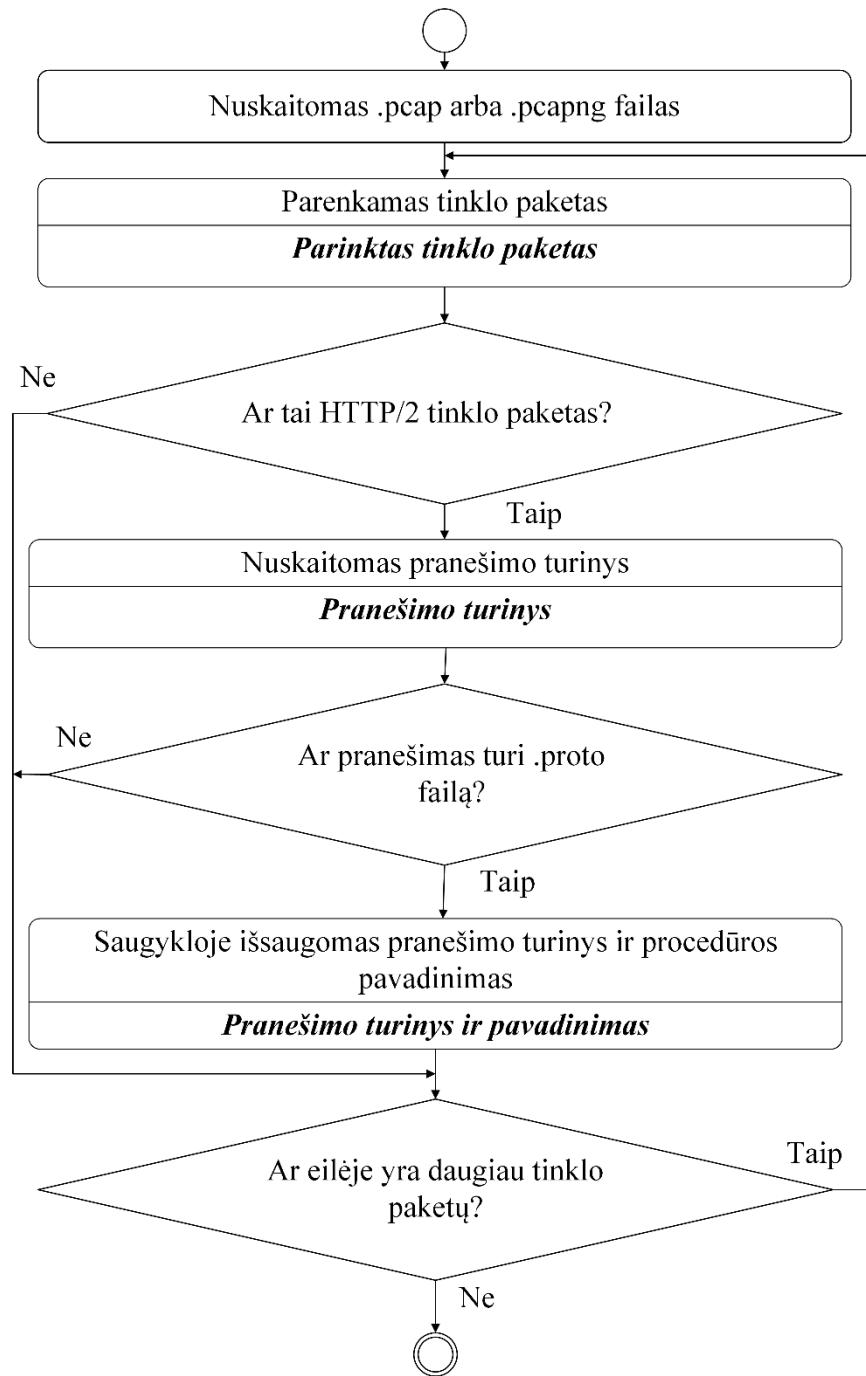 Nuskaitomas .pcap arba .pcapng failas
Parenkamas tinklo paketas
Parinktas tinklo paketas
Ne
Ar tai HTTP/2 tinklo paketas?
Taip
Nuskaitomas pranešimo turinys
Pranešimo turinys
Ne
Ar pranešimas turi .proto
failą?
Taip
Saugykloje išsaugomas pranešimo turinys ir procedūros
pavadinimas
Pranešimo turinys ir pavadinimas
Taip
Ar eilėje yra daugiau tinklo
paketų?
Ne